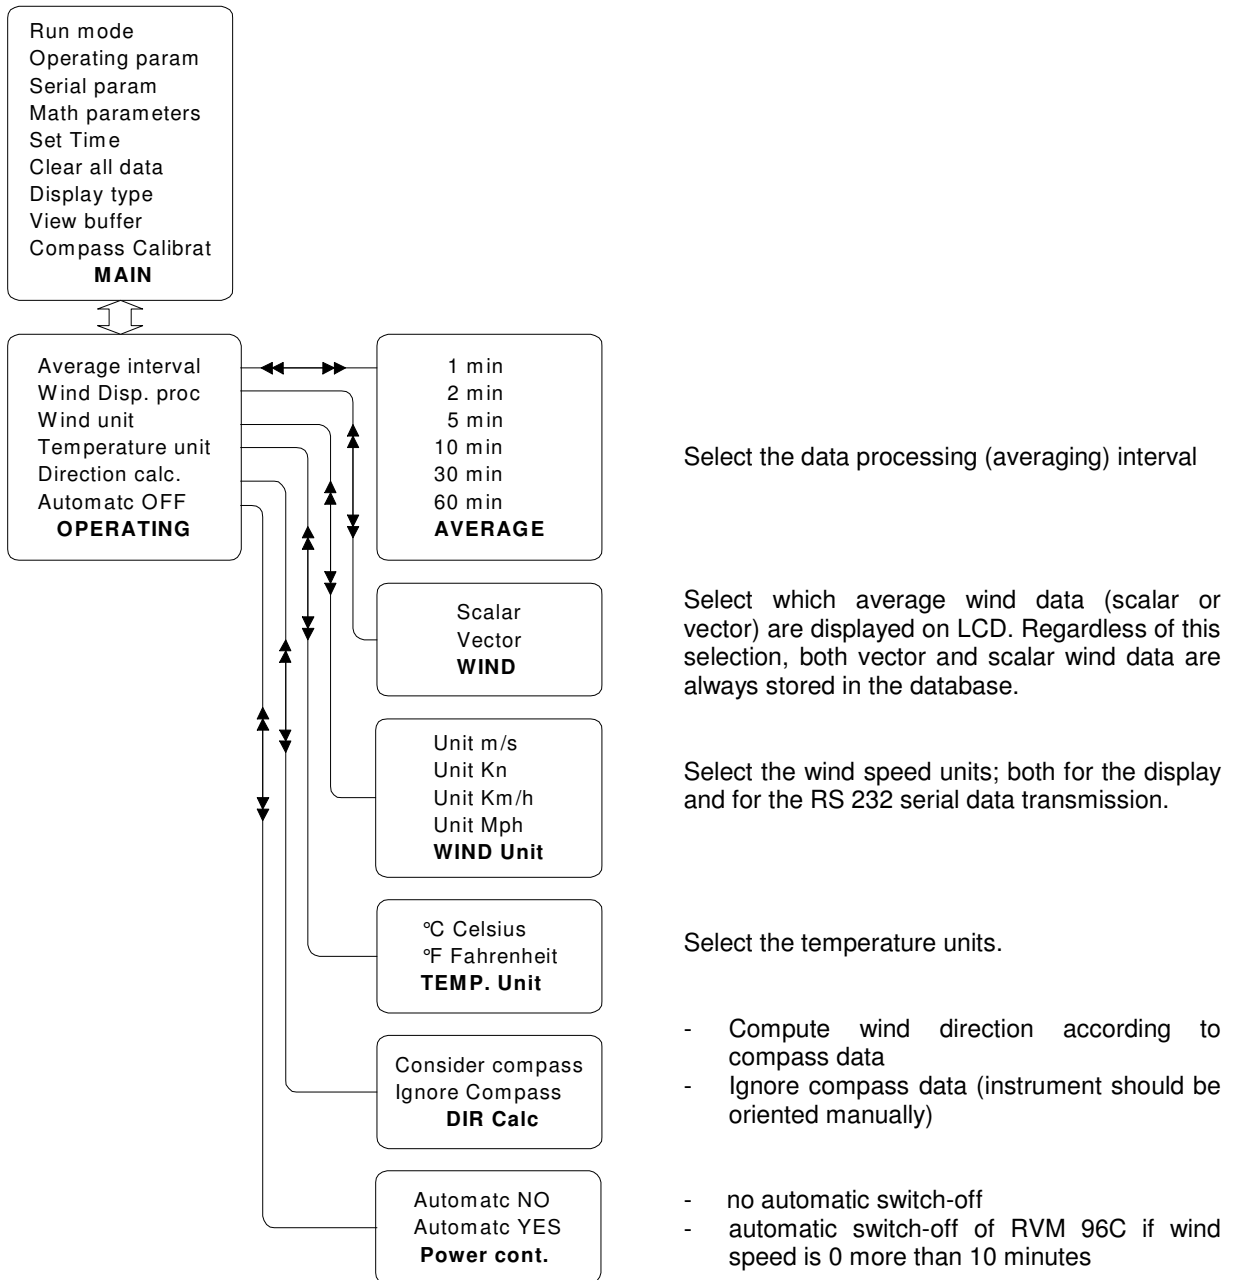 Run mode
Operating param
Serial param
Math parameters
Set Time
Clear all data
Display type
View buffer
Compass Calibrat
MAIN
Average interval
Wind Disp. proc
Wind unit
Temperature unit
Direction calc.
Automatc OFF
OPERATING
1 min
2 min
5 min
10 min
30 min
60 min
AVERAGE
Select the data processing (averaging) interval
Scalar
Vector
WIND
Select which average wind data (scalar or
vector) are displayed on LCD. Regardless of this
selection, both vector and scalar wind data are
always stored in the database.
Unit m/s
Unit Kn
Unit Km/h
Unit Mph
WIND Unit
Select the wind speed units; both for the display
and for the RS 232 serial data transmission.
°C Celsius
°F Fahrenheit
TEMP. Unit
Select the temperature units.
Consider compass
Ignore Compass
DIR Calc
- Compute wind direction according to
compass data
- Ignore compass data (instrument should be
oriented manually)
Automatc NO
Automatc YES
Power cont.
- no automatic switch-off
- automatic switch-off of RVM 96C if wind
speed is 0 more than 10 minutes